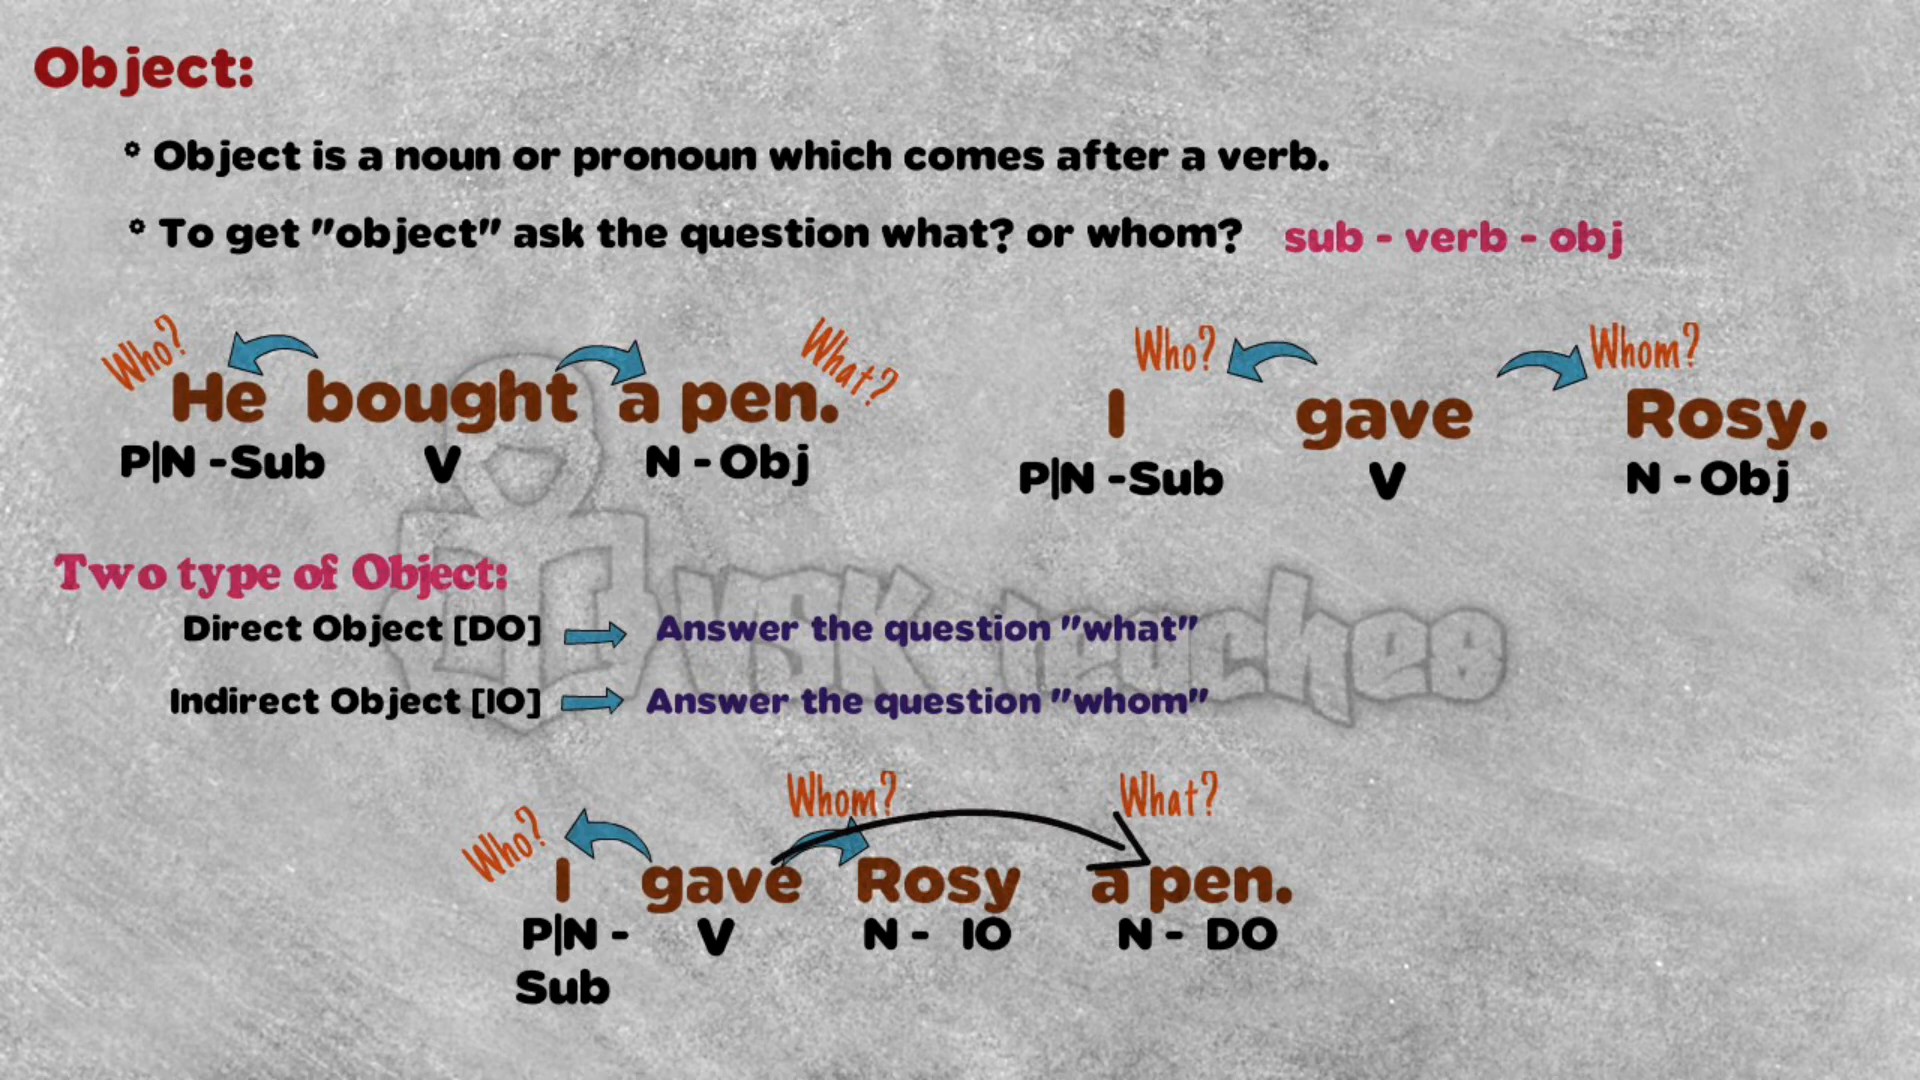 Object:
* Object is a noun or pronoun which comes after a verb.
* To get "object" ask the question what? or whom? sub - verb - obj
Who? What?
He bought a pen.
P|N -Sub V N - Obj
Who? Whom?
I gave Rosy.
P|N -Sub V N - Obj
Two type of Object:
Direct Object [DO] Answer the question "what"
Indirect Object [IO] Answer the question "whom"
VSK teaches
Who? Whom? What?
I gave Rosy a pen.
P|N - V N - IO N - DO
Sub